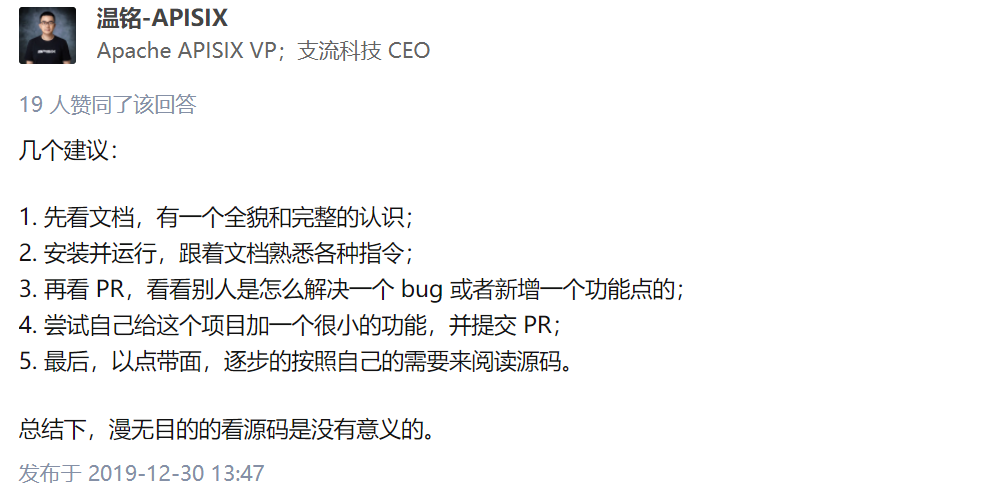 温铭-APISIX
Apache APISIX VP；支流科技 CEO
19 人赞同了该回答
几个建议：
1. 先看文档，有一个全貌和完整的认识；
2. 安装并运行，跟着文档熟悉各种指令；
3. 再看 PR，看看别人是怎么解决一个 bug 或者新增一个功能点的；
4. 尝试自己给这个项目加一个很小的功能，并提交 PR；
5. 最后，以点带面，逐步的按照自己的需要来阅读源码。
总结下，漫无目的的看源码是没有意义的。
发布于 2019-12-30 13:47